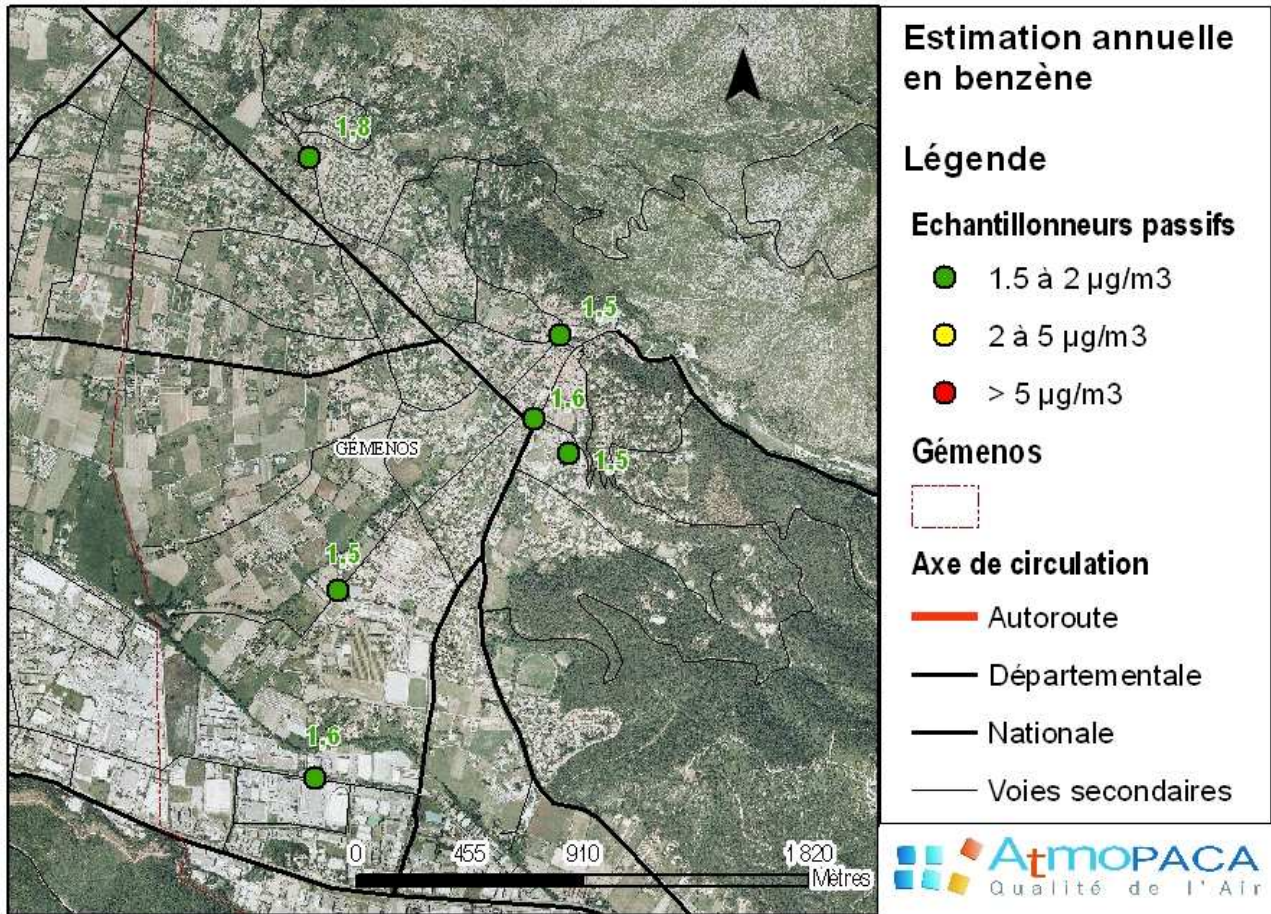 1,8
1,5
1,6
1,5
GÉMENOS
1,5
1,6
0 455 910 1 820
Mètres
Estimation annuelle
en benzène
Légende
Echantillonneurs passifs
1.5 à 2 µg/m3
2 à 5 µg/m3
> 5 µg/m3
Gémenos
Axe de circulation
Autoroute
Départementale
Nationale
Voies secondaires
AtmoPACA
Qualité de l'Air